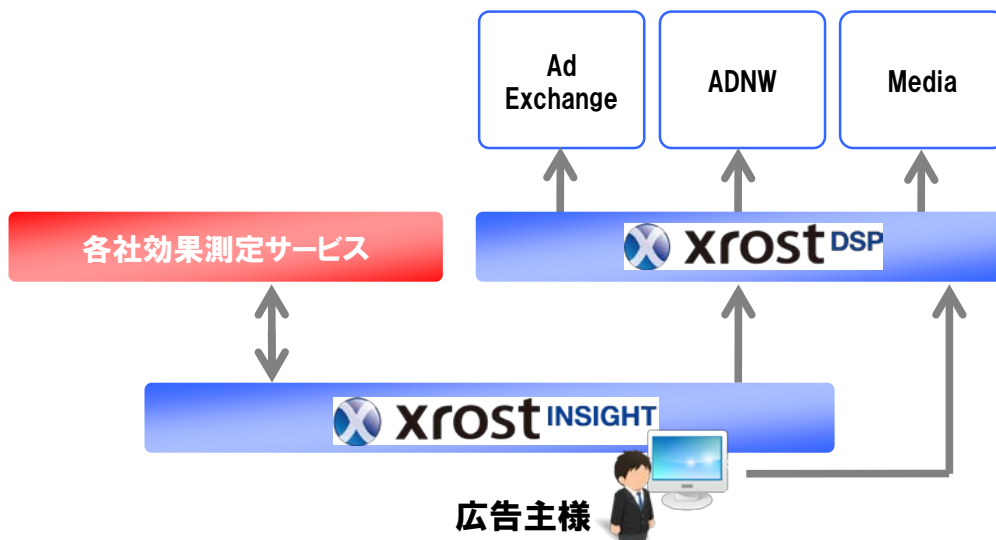 Ad
Exchange
ADNW
Media
各社効果測定サービス
xrost DSP
xrost INSIGHT
広告主様